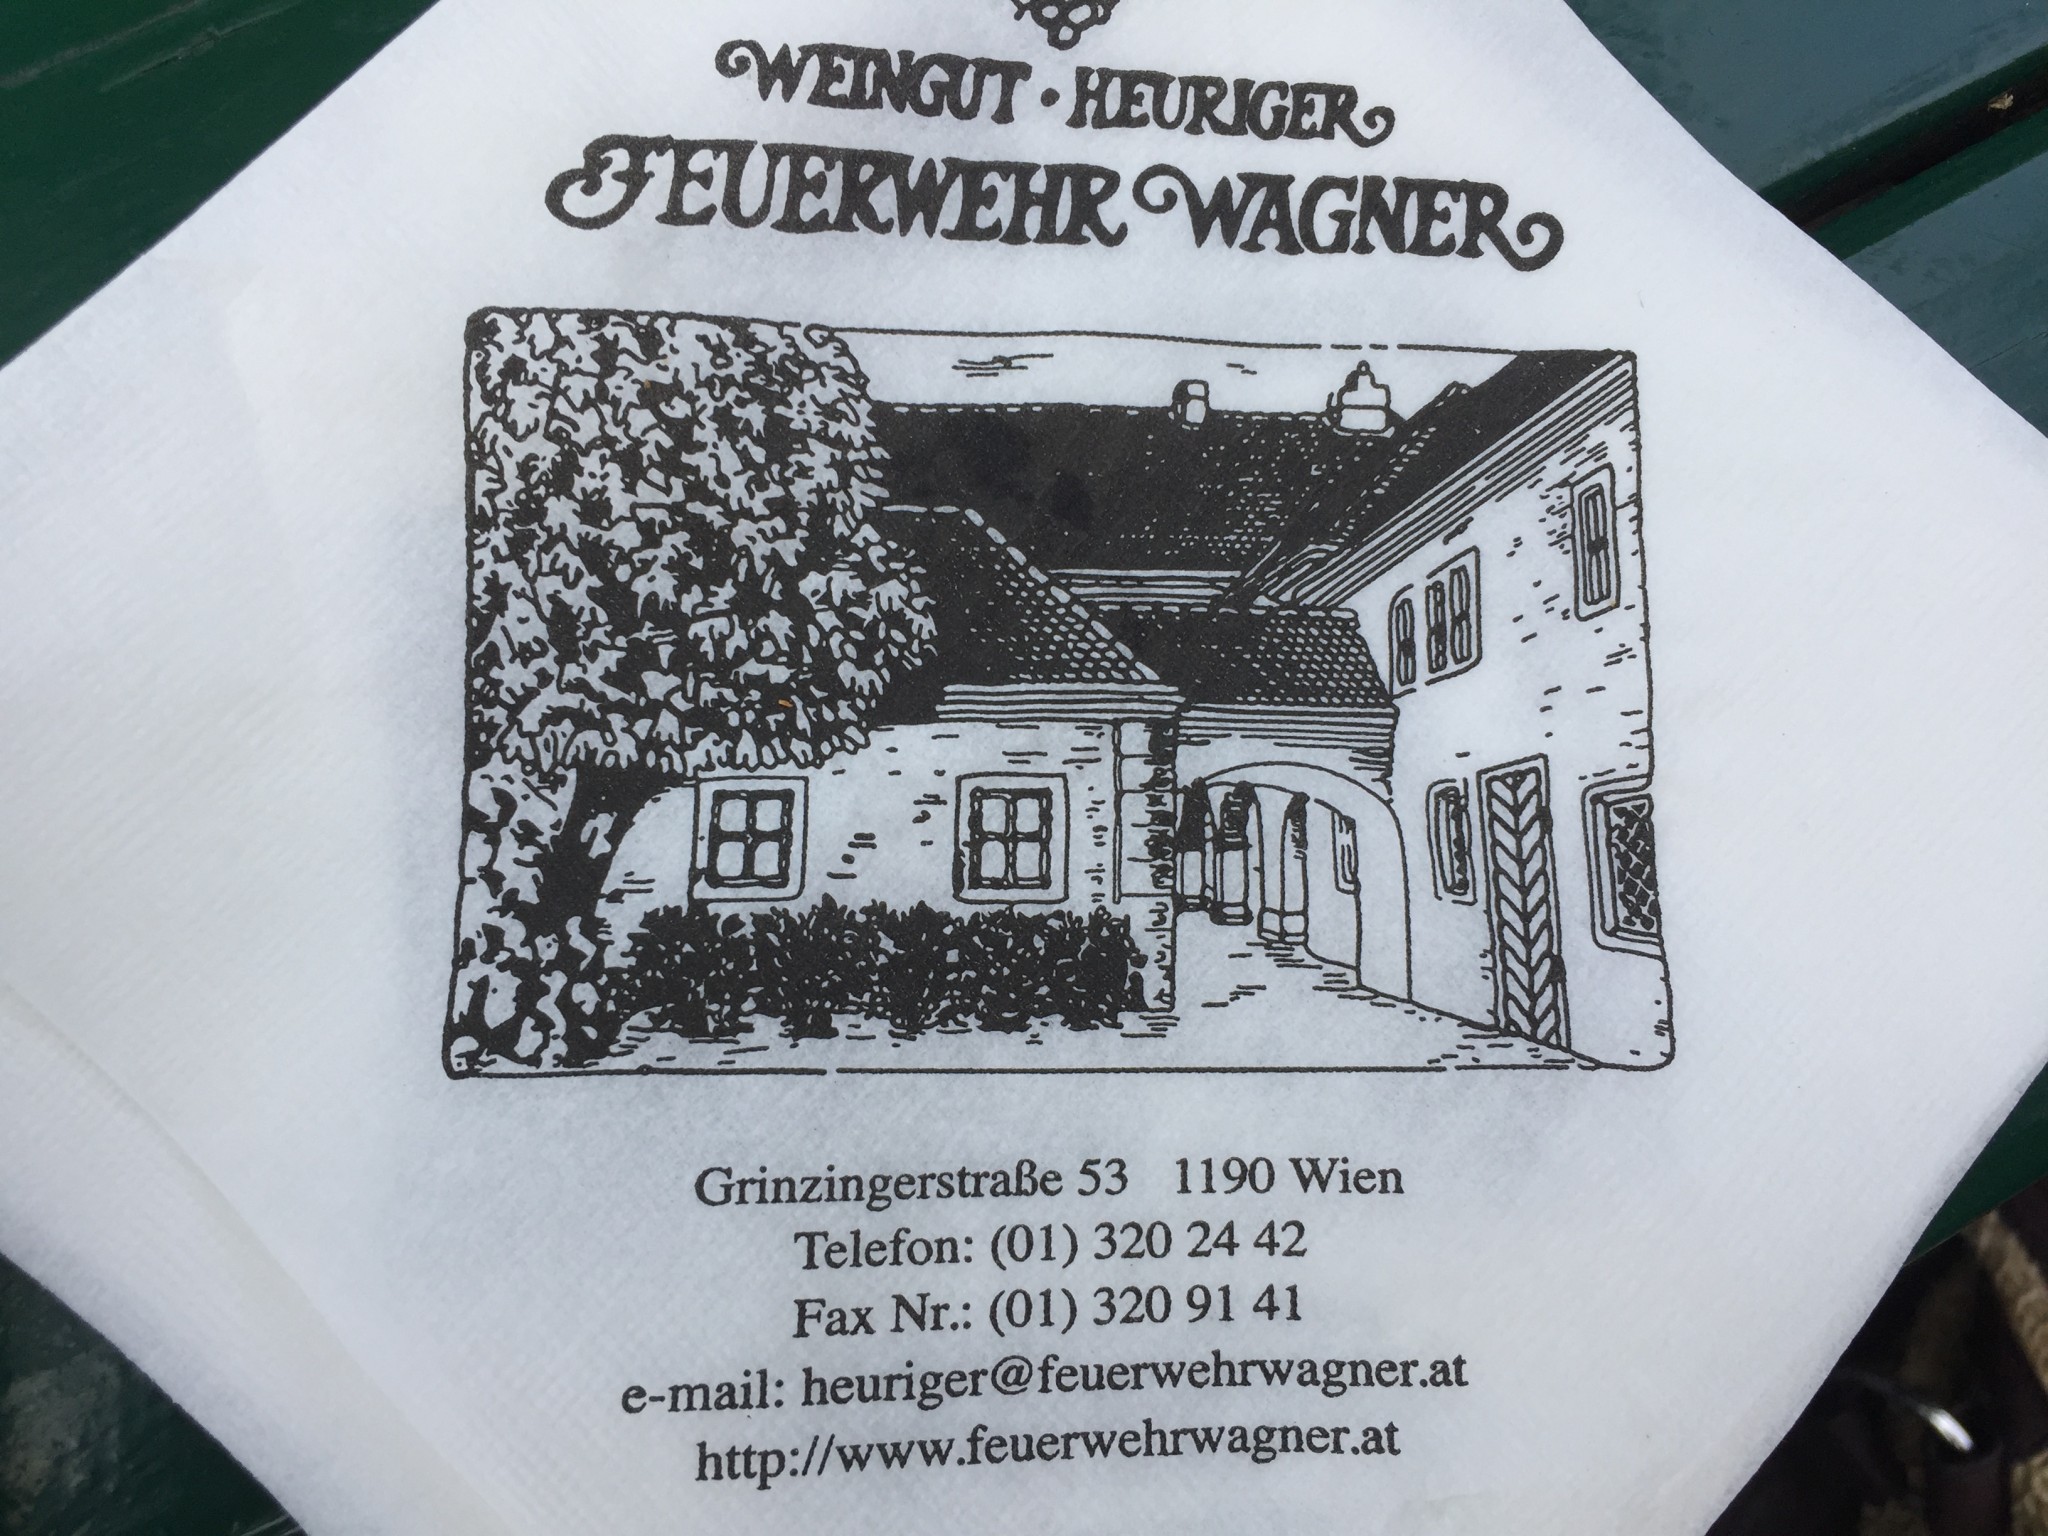 WEINGUT · HEURIGER
FEUERWEHR WAGNER
Grinzingerstraße 53 1190 Wien
Telefon: (01) 320 24 42
Fax Nr.: (01) 320 91 41
e-mail: heuriger@feuerwehrwagner.at
http://www.feuerwehrwagner.at